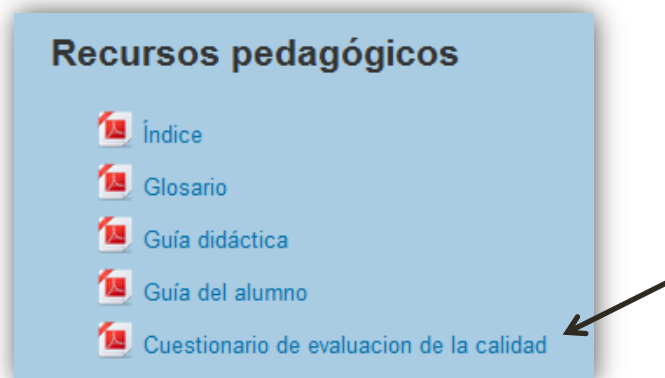 Recursos pedagógicos
Índice
Glosario
Guía didáctica
Guía del alumno
Cuestionario de evaluacion de la calidad